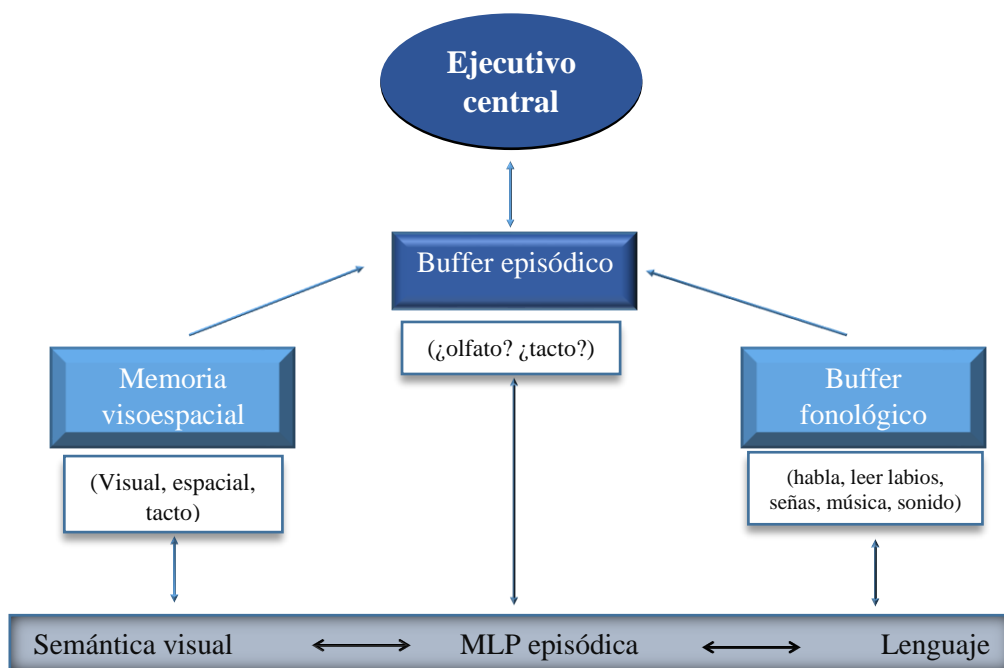 Ejecutivo
central
Buffer episódico
(¿olfato? ¿tacto?)
Memoria
visoespacial
(Visual, espacial,
tacto)
Buffer
fonológico
(habla, leer labios,
señas, música, sonido)
Semántica visual
MLP episódica
Lenguaje